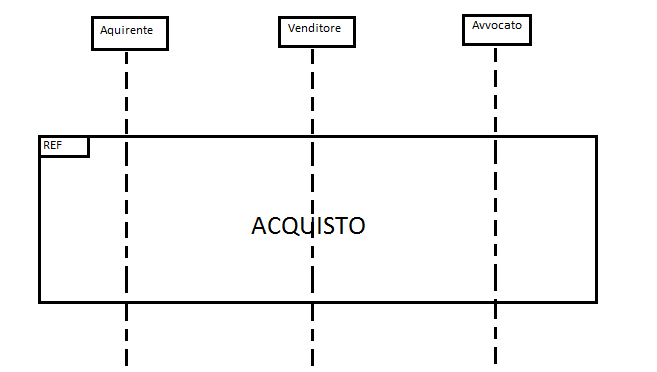 Aquirente
Venditore
Avvocato
REF
ACQUISTO